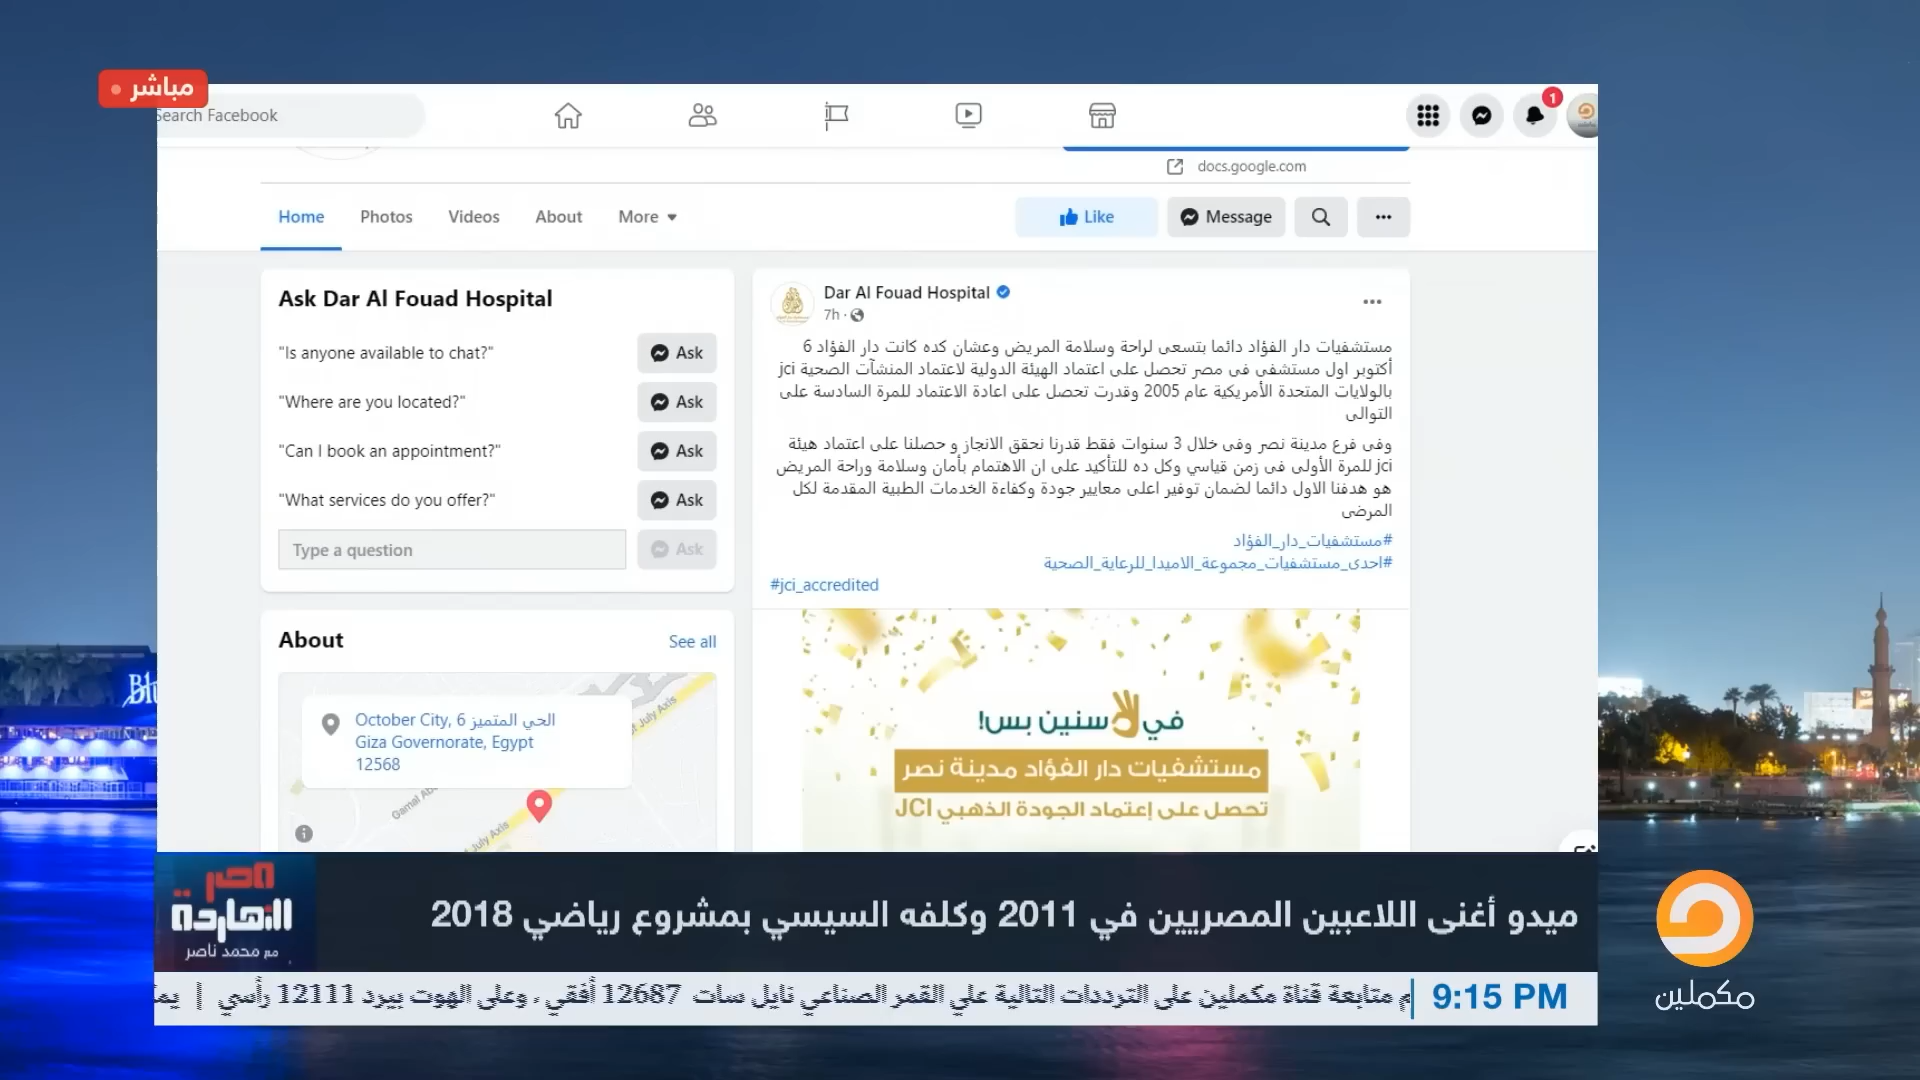 مباشر
Search Facebook
1
docs.google.com
Home
Photos
Videos
About
More
Like
Message
Ask Dar Al Fouad Hospital
"Is anyone available to chat?"
Ask
"Where are you located?"
Ask
"Can I book an appointment?"
Ask
"What services do you offer?"
Ask
Type a question
Ask
About
See all
October City, 6 الحي المتميز
Giza Governorate, Egypt
12568
July Axis
July Axis
Dar Al Fouad Hospital
7h
مستشفيات دار الفؤاد دائما بتسعى لراحة وسلامة المريض وعشان كده كانت دار الفؤاد 6
أكتوبر اول مستشفى فى مصر تحصل على اعتماد الهيئة الدولية لاعتماد المنشآت الصحية jci
بالولايات المتحدة الأمريكية عام 2005 وقدرت تحصل على اعادة الاعتماد للمرة السادسة على
التوالى
وفى فرع مدينة نصر وفى خلال 3 سنوات فقط قدرنا نحقق الانجاز و حصلنا على اعتماد هيئة
jci للمرة الأولى فى زمن قياسي وكل ده للتأكيد على ان الاهتمام بأمان وسلامة وراحة المريض
هو هدفنا الاول دائما لضمان توفير اعلى معايير جودة وكفاءة الخدمات الطبية المقدمة لكل
المرضى
#مستشفيات_دار_الفؤاد
#احدى_مستشفيات_مجموعة_الاميدا_للرعاية_الصحية
#jci_accredited
في سنين بس!
مستشفيات دار الفؤاد مدينة نصر
تحصل على إعتماد الجودة الذهبي JCI
مصر
النهاردة
مع محمد ناصر
ميدو أغنى اللاعبين المصريين في 2011 وكلفه السيسي بمشروع رياضي 2018
متابعة قناة مكملين على الترددات التالية علي القمر الصناعي نايل سات 12687 أفقي ، وعلى الهوت بيرد 12111 رأسي |
9:15 PM
مكملين